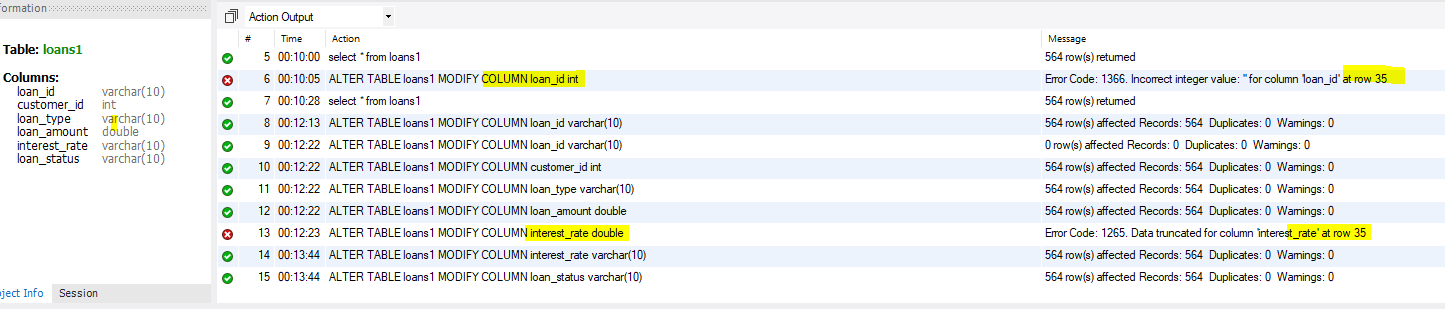 formation
Action Output
# Time Action Message
Table: loans1
Columns:
loan_id varchar(10)
customer_id int
loan_type varchar(10)
loan_amount double
interest_rate varchar(10)
loan_status varchar(10)
5 00:10:00 select * from loans1 564 row(s) returned
6 00:10:05 ALTER TABLE loans1 MODIFY COLUMN loan_id int Error Code: 1366. Incorrect integer value: '' for column 'loan_id' at row 35
7 00:10:28 select * from loans1 564 row(s) returned
8 00:12:13 ALTER TABLE loans1 MODIFY COLUMN loan_id varchar(10) 564 row(s) affected Records: 564 Duplicates: 0 Warnings: 0
9 00:12:22 ALTER TABLE loans1 MODIFY COLUMN loan_id varchar(10) 0 row(s) affected Records: 0 Duplicates: 0 Warnings: 0
10 00:12:22 ALTER TABLE loans1 MODIFY COLUMN customer_id int 564 row(s) affected Records: 564 Duplicates: 0 Warnings: 0
11 00:12:22 ALTER TABLE loans1 MODIFY COLUMN loan_type varchar(10) 564 row(s) affected Records: 564 Duplicates: 0 Warnings: 0
12 00:12:22 ALTER TABLE loans1 MODIFY COLUMN loan_amount double 564 row(s) affected Records: 564 Duplicates: 0 Warnings: 0
13 00:12:23 ALTER TABLE loans1 MODIFY COLUMN interest_rate double Error Code: 1265. Data truncated for column 'interest_rate' at row 35
14 00:13:44 ALTER TABLE loans1 MODIFY COLUMN interest_rate varchar(10) 564 row(s) affected Records: 564 Duplicates: 0 Warnings: 0
15 00:13:44 ALTER TABLE loans1 MODIFY COLUMN loan_status varchar(10) 564 row(s) affected Records: 564 Duplicates: 0 Warnings: 0
oject Info Session